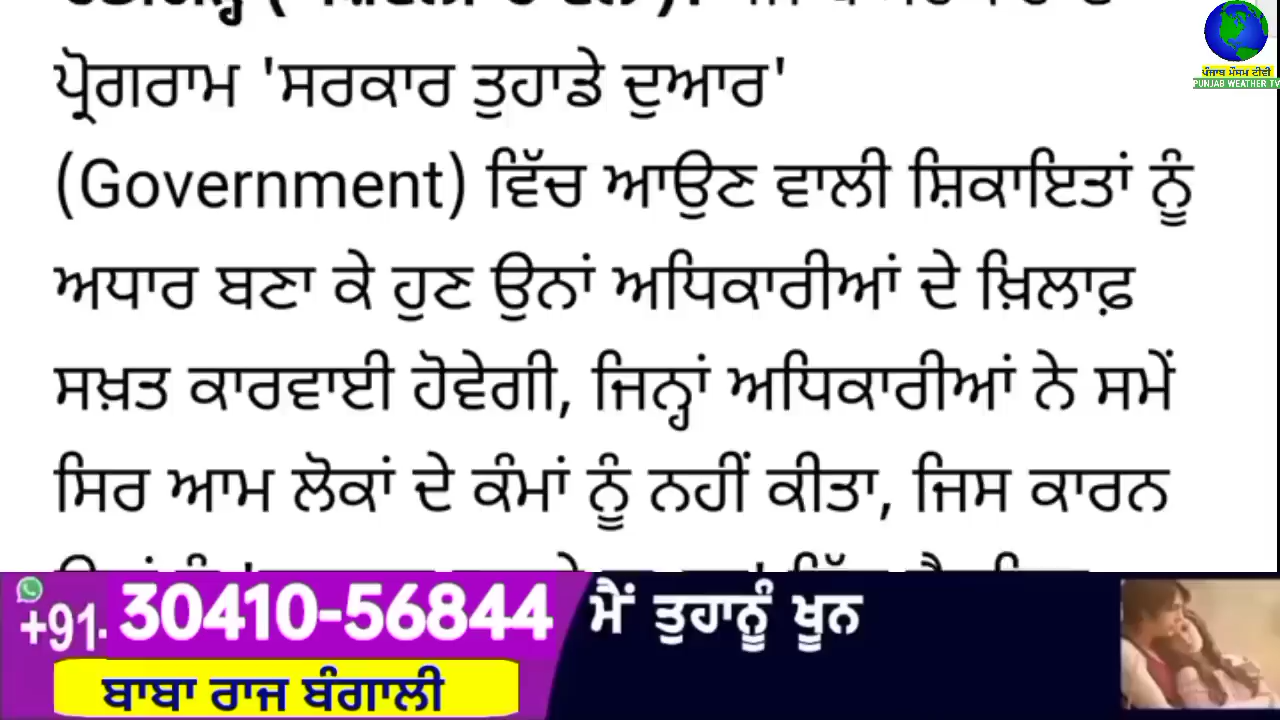 ਪ੍ਰੋਗਰਾਮ 'ਸਰਕਾਰ ਤੁਹਾਡੇ ਦੁਆਰ'
(Government) ਵਿੱਚ ਆਉਣ ਵਾਲੀ ਸ਼ਿਕਾਇਤਾਂ ਨੂੰ
ਅਧਾਰ ਬਣਾ ਕੇ ਹੁਣ ਉਨਾਂ ਅਧਿਕਾਰੀਆਂ ਦੇ ਖ਼ਿਲਾਫ਼
ਸਖ਼ਤ ਕਾਰਵਾਈ ਹੋਵੇਗੀ, ਜਿਨ੍ਹਾਂ ਅਧਿਕਾਰੀਆਂ ਨੇ ਸਮੇਂ
ਸਿਰ ਆਮ ਲੋਕਾਂ ਦੇ ਕੰਮਾਂ ਨੂੰ ਨਹੀਂ ਕੀਤਾ, ਜਿਸ ਕਾਰਨ
ਪੰਜਾਬ ਮੌਸਮ ਟੀਵੀ
PUNJAB WEATHER TV
+91- 30410-56844
ਬਾਬਾ ਰਾਜ ਬੰਗਾਲੀ
ਮੈਂ ਤੁਹਾਨੂੰ ਖੂਨ